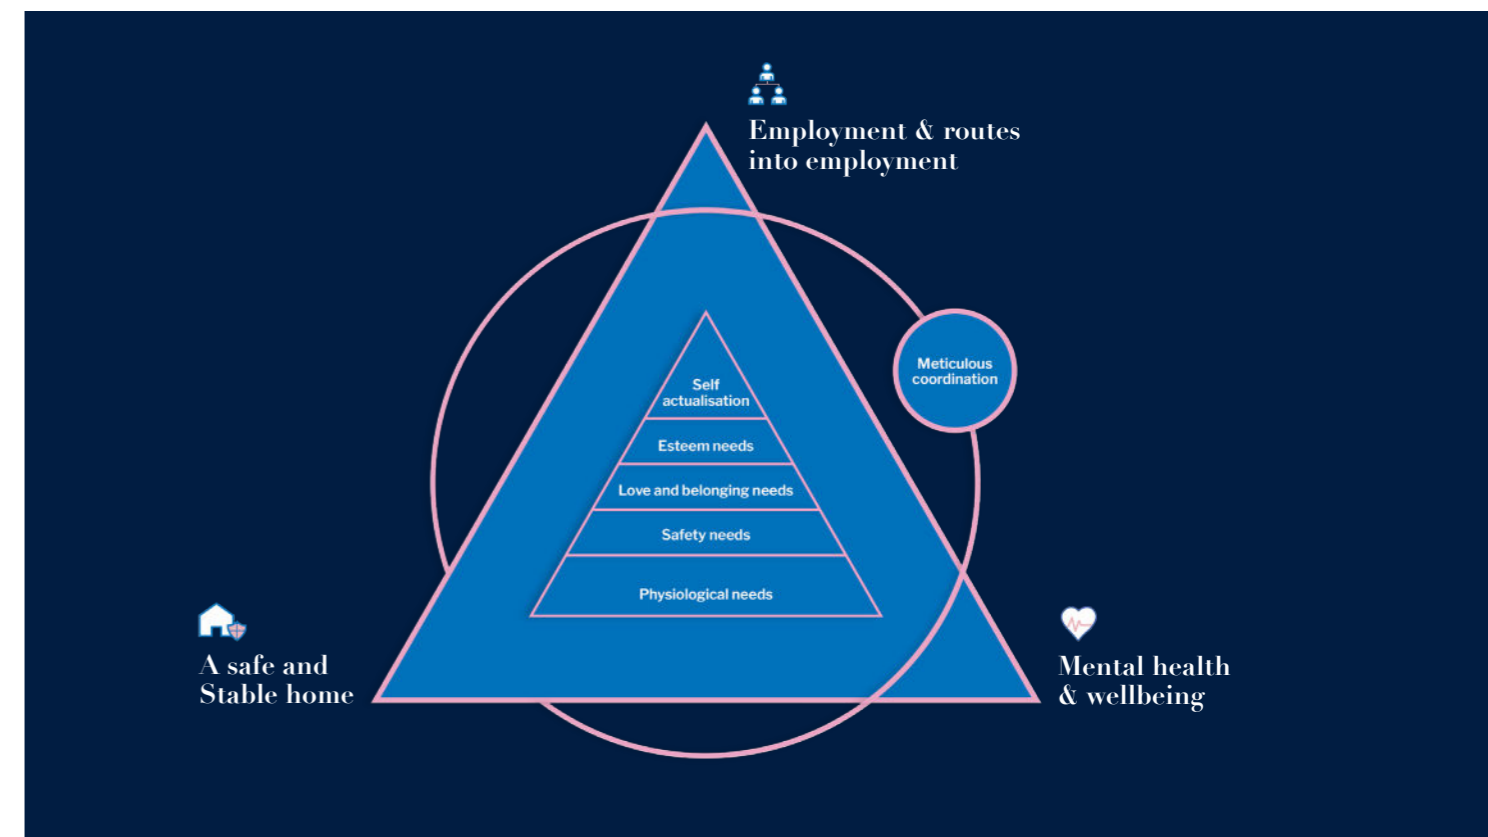 Employment & routes
into employment
Meticulous
coordination
Self
actualisation
Esteem needs
Love and belonging needs
Safety needs
Physiological needs
A safe and
Stable home
Mental health
& wellbeing